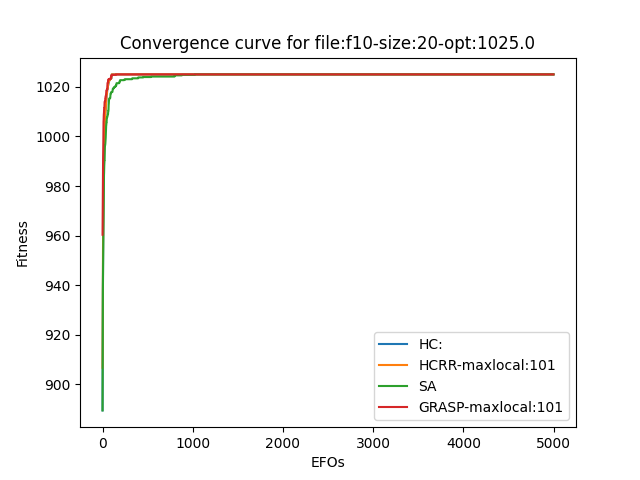 Convergence curve for file:f10-size:20-opt:1025.0
Fitness
1020
1000
980
960
940
920
900
0
1000
2000
3000
4000
5000
EFOs
HC:
HCRR-maxlocal:101
SA
GRASP-maxlocal:101